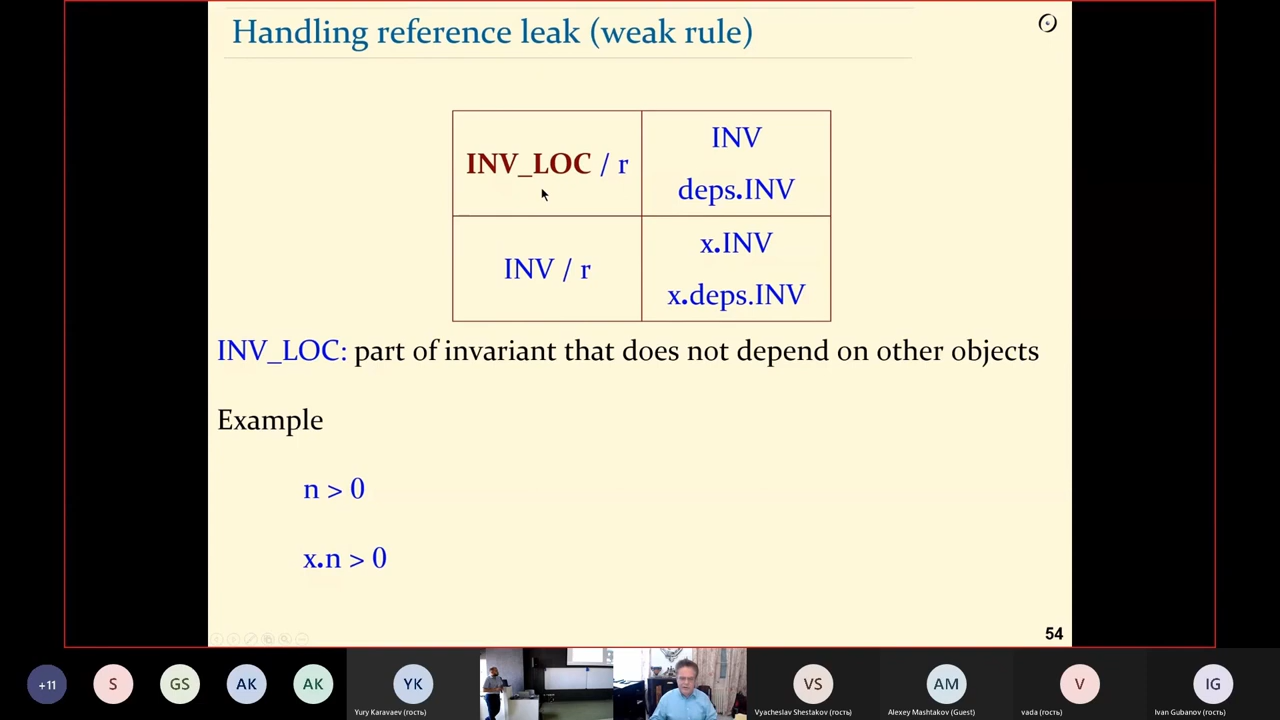 Handling reference leak (weak rule)
INV_LOC / r
INV
deps.INV
INV / r
x.INV
x.deps.INV
INV_LOC: part of invariant that does not depend on other objects
Example
n > 0
x.n > 0
54
+11
S
GS
AK
AK
YK
VS
AM
V
IG
Yury Karavaev (гость)
Vyacheslav Shestakov (гость)
Alexey Mashtakov (Guest)
vada (гость)
Ivan Gubanov (гость)